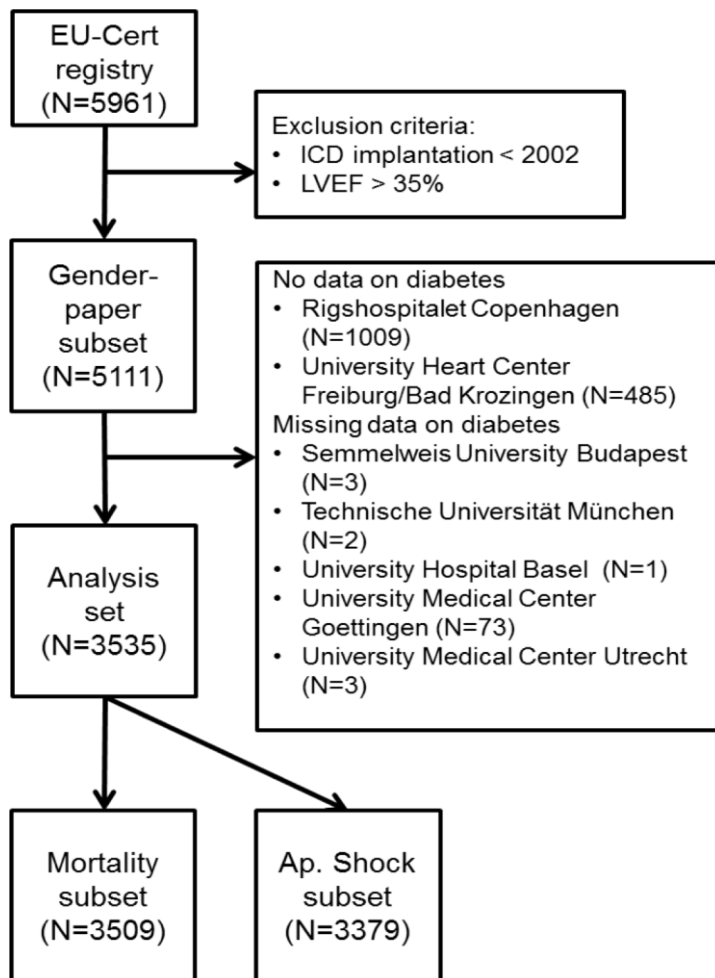 EU-Cert
registry
(N=5961)
Exclusion criteria:
• ICD implantation < 2002
• LVEF > 35%
Gender-
paper
subset
(N=5111)
No data on diabetes
• Rigshospitalet Copenhagen
(N=1009)
• University Heart Center
Freiburg/Bad Krozingen (N=485)
Missing data on diabetes
• Semmelweis University Budapest
(N=3)
• Technische Universität München
(N=2)
• University Hospital Basel (N=1)
• University Medical Center
Goettingen (N=73)
• University Medical Center Utrecht
(N=3)
Analysis
set
(N=3535)
Mortality
subset
(N=3509)
Ap. Shock
subset
(N=3379)